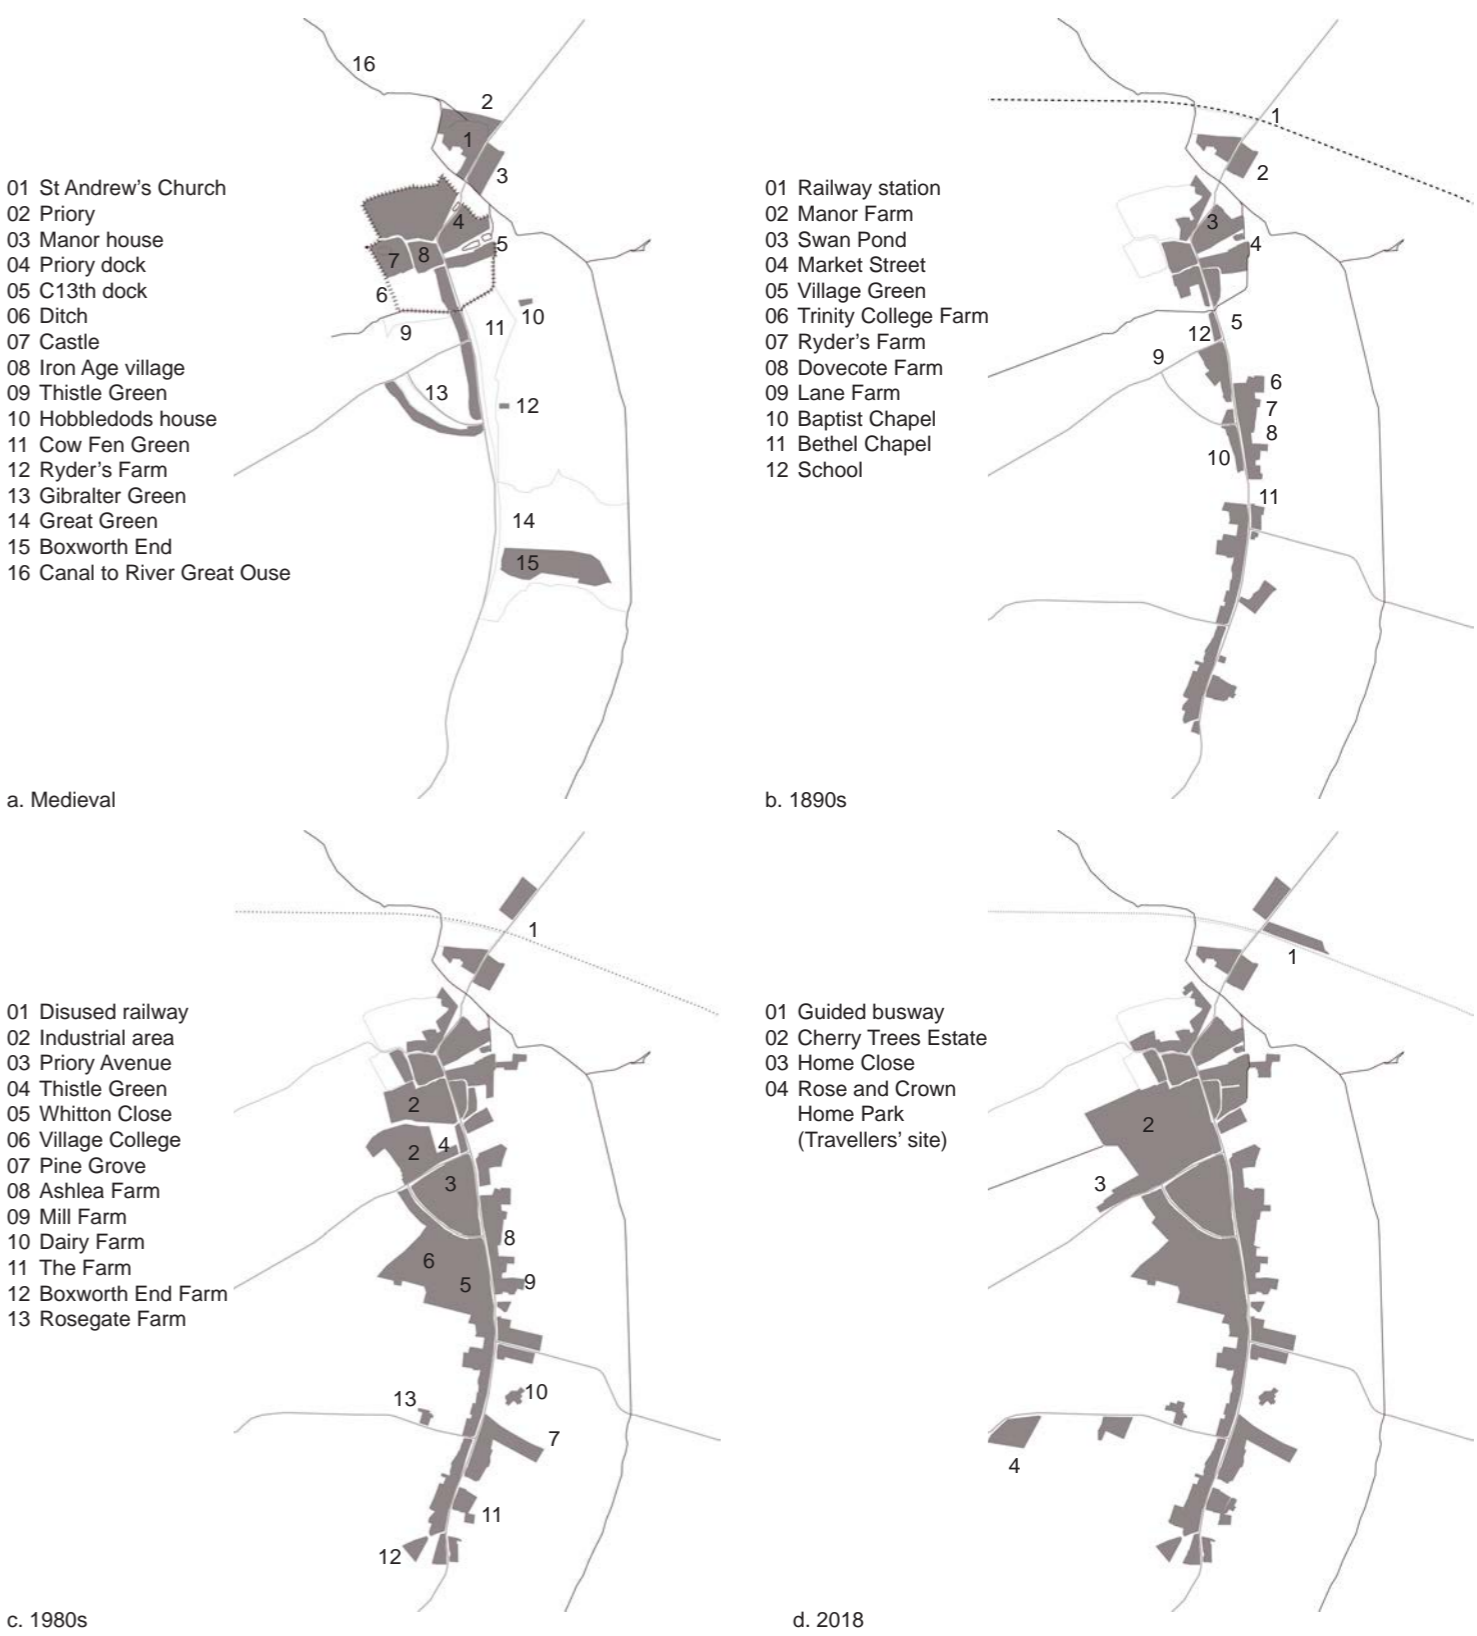 01 St Andrew's Church
02 Priory
03 Manor house
04 Priory dock
05 C13th dock
06 Ditch
07 Castle
08 Iron Age village
09 Thistle Green
10 Hobbledods house
11 Cow Fen Green
12 Ryder's Farm
13 Gibralter Green
14 Great Green
15 Boxworth End
16 Canal to River Great Ouse
16
2
1
3
4
5
7
8
6
9
11
10
13
12
14
15
a. Medieval
01 Railway station
02 Manor Farm
03 Swan Pond
04 Market Street
05 Village Green
06 Trinity College Farm
07 Ryder's Farm
08 Dovecote Farm
09 Lane Farm
10 Baptist Chapel
11 Bethel Chapel
12 School
1
2
3
4
5
12
9
6
7
8
10
11
b. 1890s
01 Disused railway
02 Industrial area
03 Priory Avenue
04 Thistle Green
05 Whitton Close
06 Village College
07 Pine Grove
08 Ashlea Farm
09 Mill Farm
10 Dairy Farm
11 The Farm
12 Boxworth End Farm
13 Rosegate Farm
1
2
4
2
3
8
6
5
9
10
13
7
11
12
c. 1980s
01 Guided busway
02 Cherry Trees Estate
03 Home Close
04 Rose and Crown
Home Park
(Travellers' site)
1
2
3
4
d. 2018